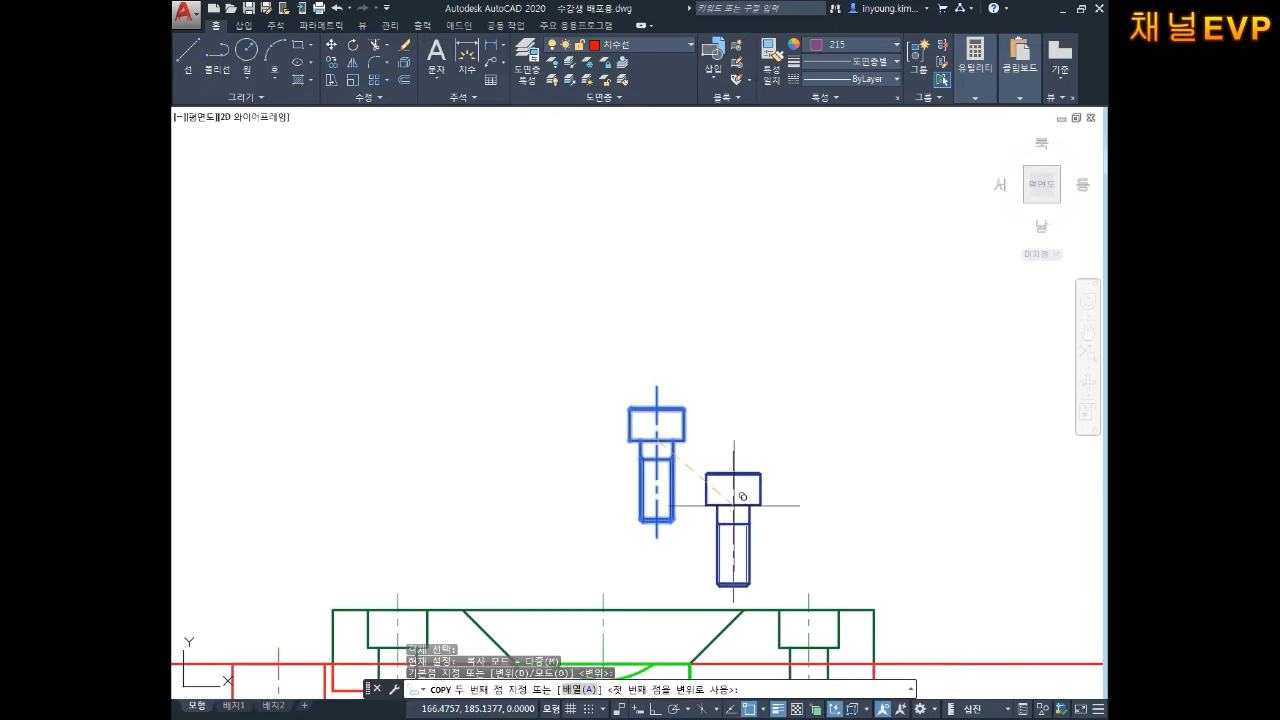 채널EVP
Autodesk AutoCAD 2020 수강생 배포용.dwg
키워드 또는 구절 입력
inyoung.kim...
홈 삽입 주석 파라메트릭 뷰 관리 출력 애드인 공동 작업 주요 응용프로그램
선 폴리선 원 호
문자 치수
도면층 특성
치수선
삽입
특성 일치
215
도면층별
ByLayer
그룹
유틸리티
클립보드
기준
그리기 수정 주석 도면층 블록 특성 그룹 뷰
[-][평면도][2D 와이어프레임]
북
서 평면도 동
남
미지정
Y
X
객체 선택:
현재 설정: 복사 모드 = 다중(M)
기본점 지정 또는 [변위(D)/모드(O)] <변위>:
COPY 두 번째 점 지정 또는 [배열(A)] <첫 번째 점을 변위로 사용>:
모형 배치1 배치2 +
166.4757, 185.1377, 0.0000 모형
십진